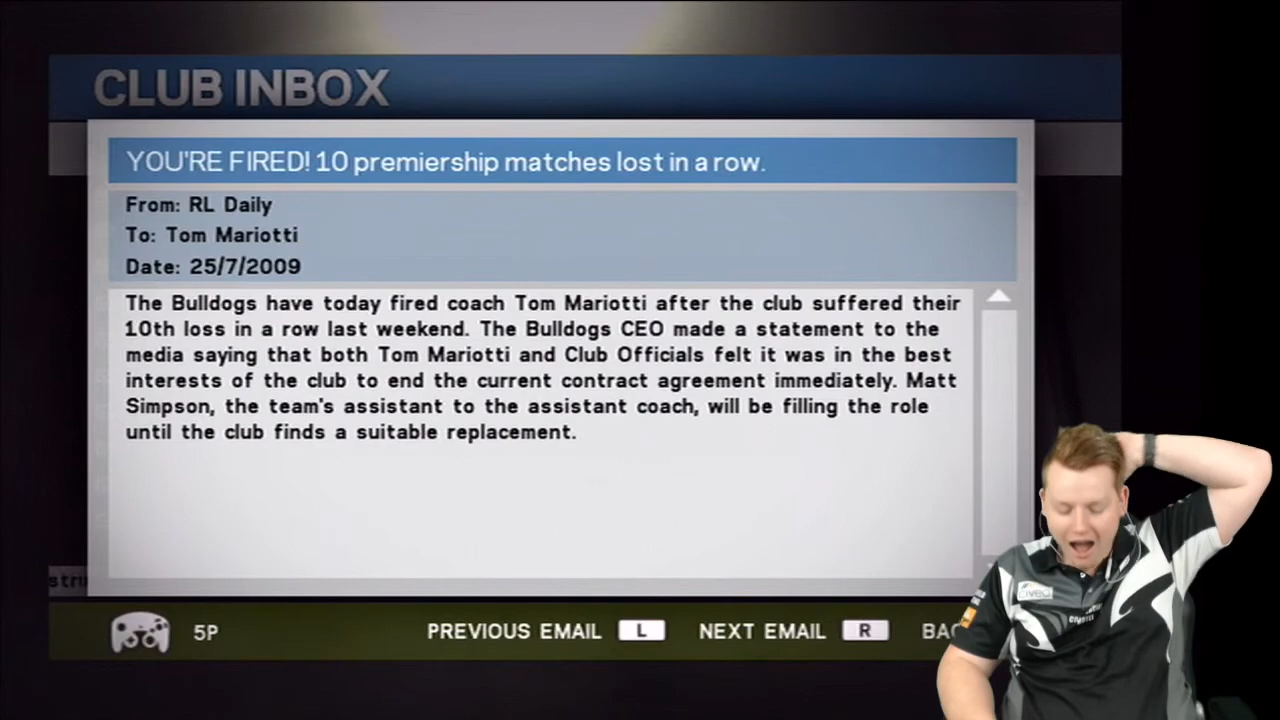 CLUB INBOX
YOU'RE FIRED! 10 premiership matches lost in a row.
From: RL Daily
To: Tom Mariotti
Date: 25/7/2009
The Bulldogs have today fired coach Tom Mariotti after the club suffered their
10th loss in a row last weekend. The Bulldogs CEO made a statement to the
media saying that both Tom Mariotti and Club Officials felt it was in the best
interests of the club to end the current contract agreement immediately. Matt
Simpson, the team's assistant to the assistant coach, will be filling the role
until the club finds a suitable replacement.
5P
PREVIOUS EMAIL L NEXT EMAIL R